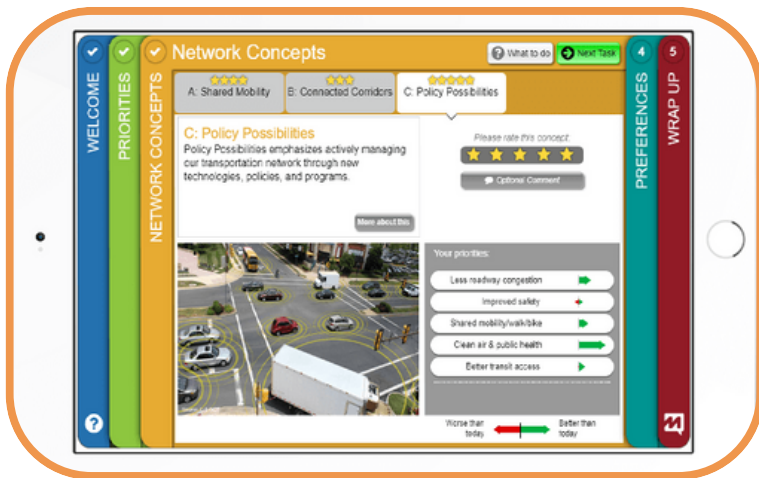 WELCOME
PRIORITIES
NETWORK CONCEPTS
Network Concepts
? What to do
Next Task
A: Shared Mobility
B: Connected Corridors
C: Policy Possibilities
C: Policy Possibilities
Policy Possibilities emphasizes actively managing
our transportation network through new
technologies, policies, and programs.
More about this
Please rate this concept:
Optional Comment
Your priorities:
Less roadway congestion
Improved safety
Shared mobility/walk/bike
Clean air & public health
Better transit access
Worse than
today
Better than
today
4
PREFERENCES
5
WRAP UP
?